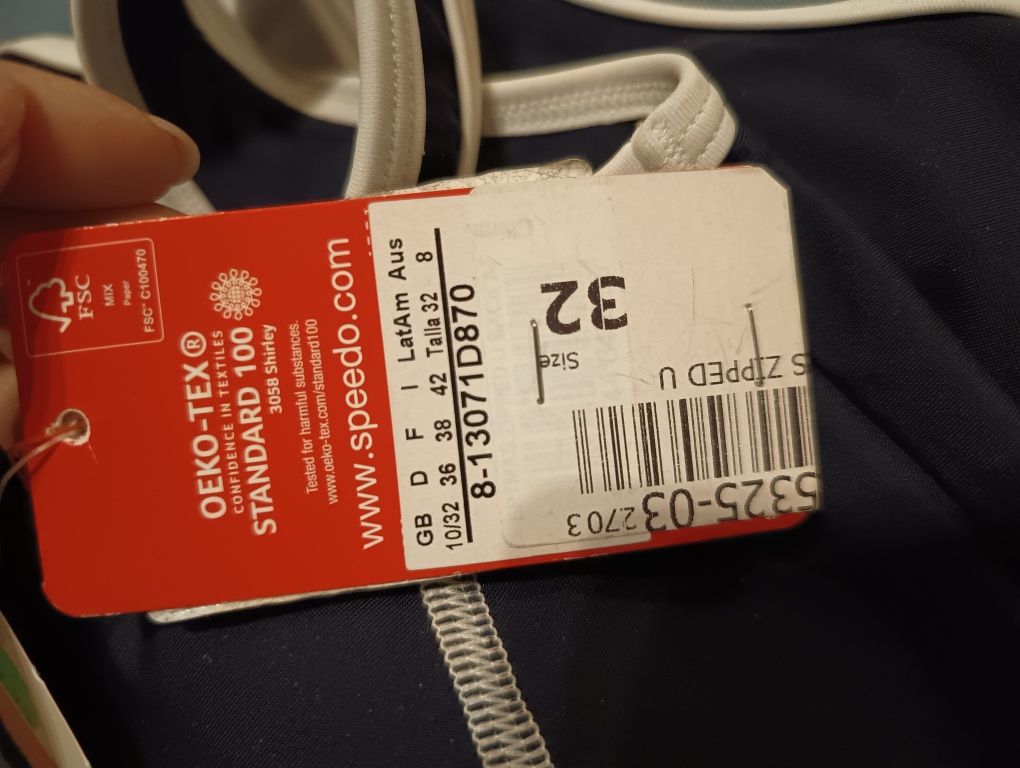 FSC
MIX
Paper
FSC™ C100470
OEKO-TEX®
CONFIDENCE IN TEXTILES
STANDARD 100
3058 Shirley
Tested for harmful substances.
www.oeko-tex.com/standard100
www.speedo.com
GB D F I LatAm Aus
10/32 36 38 42 Talla 32 8
8-13071D870
Size
32
S ZIPPED U
5325-03 2703